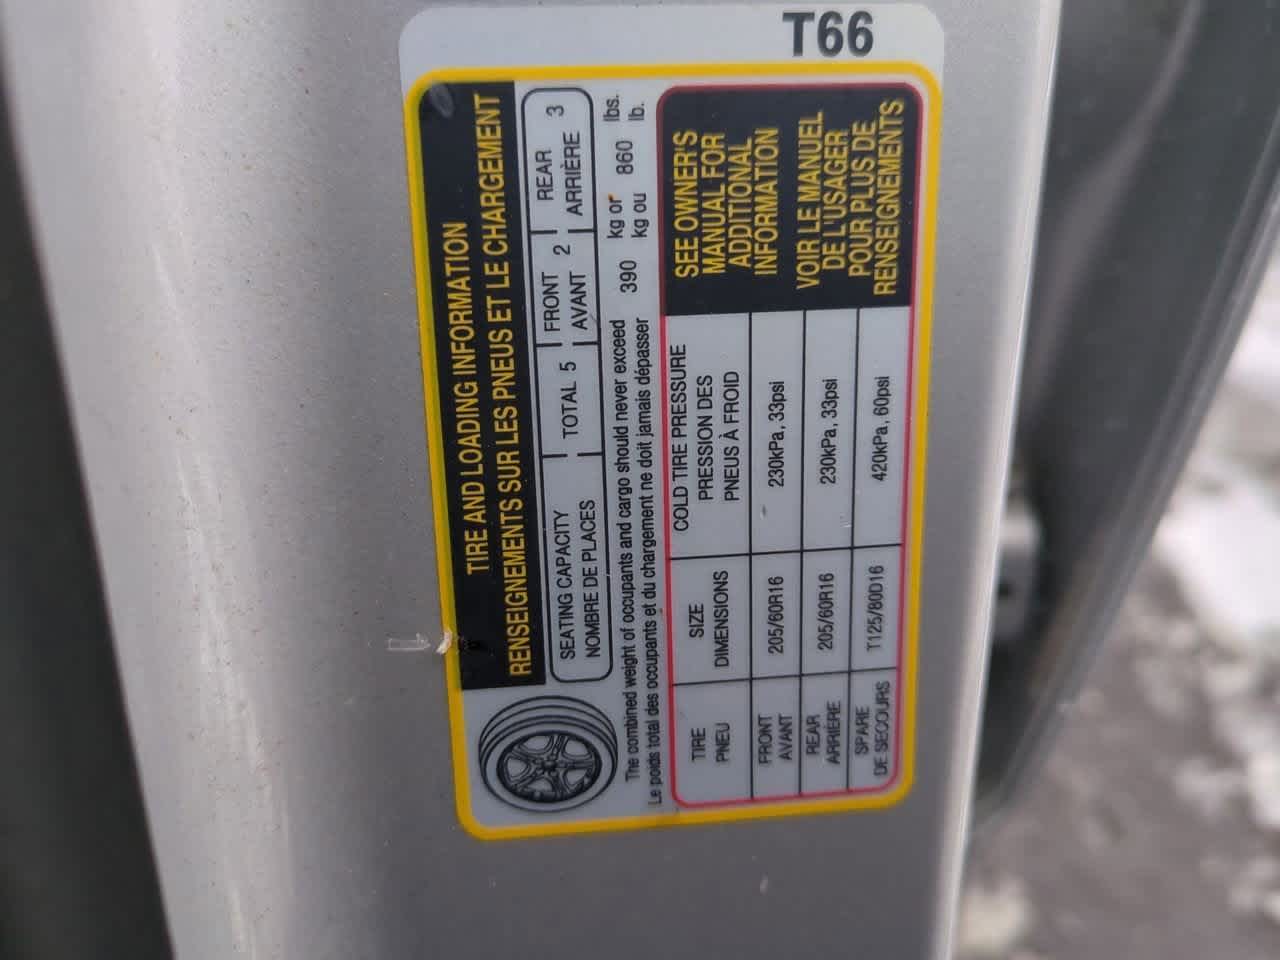 T66
TIRE AND LOADING INFORMATION
RENSEIGNEMENTS SUR LES PNEUS ET LE CHARGEMENT
SEATING CAPACITY
NOMBRE DE PLACES
TOTAL 5
FRONT
AVANT 2
REAR
ARRIÈRE 3
The combined weight of occupants and cargo should never exceed 390 kg or 860 lbs.
Le poids total des occupants et du chargement ne doit jamais dépasser kg ou lb.
TIRE
PNEU
SIZE
DIMENSIONS
COLD TIRE PRESSURE
PRESSION DES
PNEUS À FROID
FRONT
AVANT
205/60R16
230kPa, 33psi
REAR
ARRIÈRE
205/60R16
230kPa, 33psi
SPARE
DE SECOURS
T125/80D16
420kPa, 60psi
SEE OWNER'S
MANUAL FOR
ADDITIONAL
INFORMATION
VOIR LE MANUEL
DE L'USAGER
POUR PLUS DE
RENSEIGNEMENTS